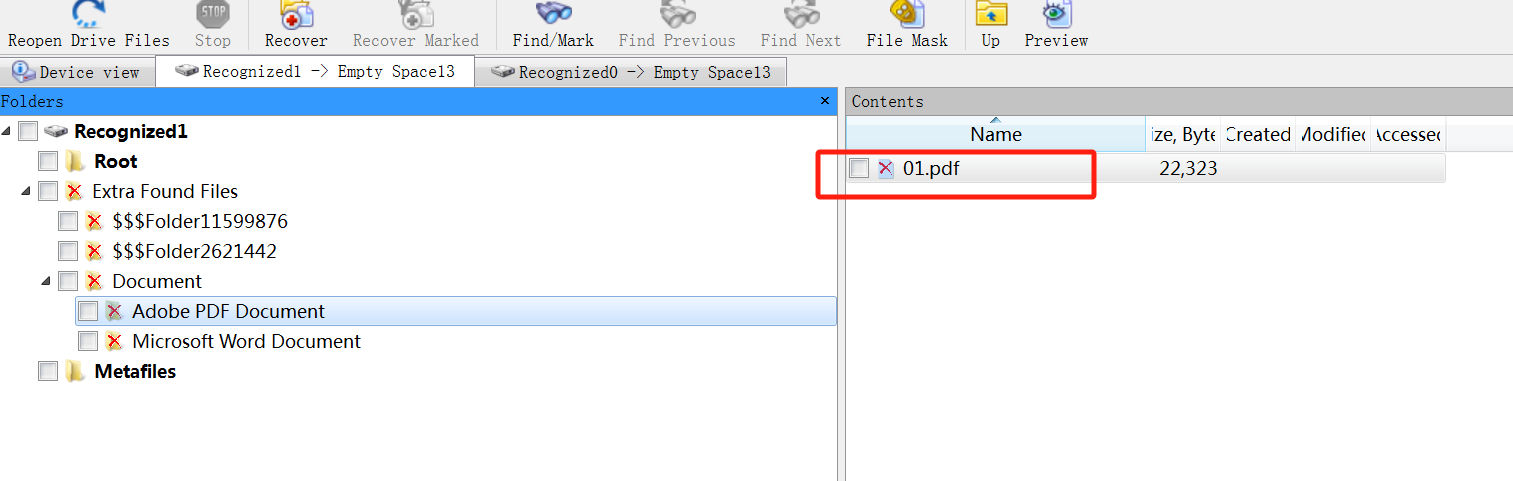 Reopen Drive Files Stop Recover Recover Marked Find/Mark Find Previous Find Next File Mask Up Preview
STOP
Device view Recognized1 -> Empty Space13 Recognized0 -> Empty Space13
Folders ×
Recognized1
Root
Extra Found Files
$$$Folder11599876
$$$Folder2621442
Document
Adobe PDF Document
Microsoft Word Document
Metafiles
Contents
Name ize, Byte Created Modified Accessed
01.pdf 22,323